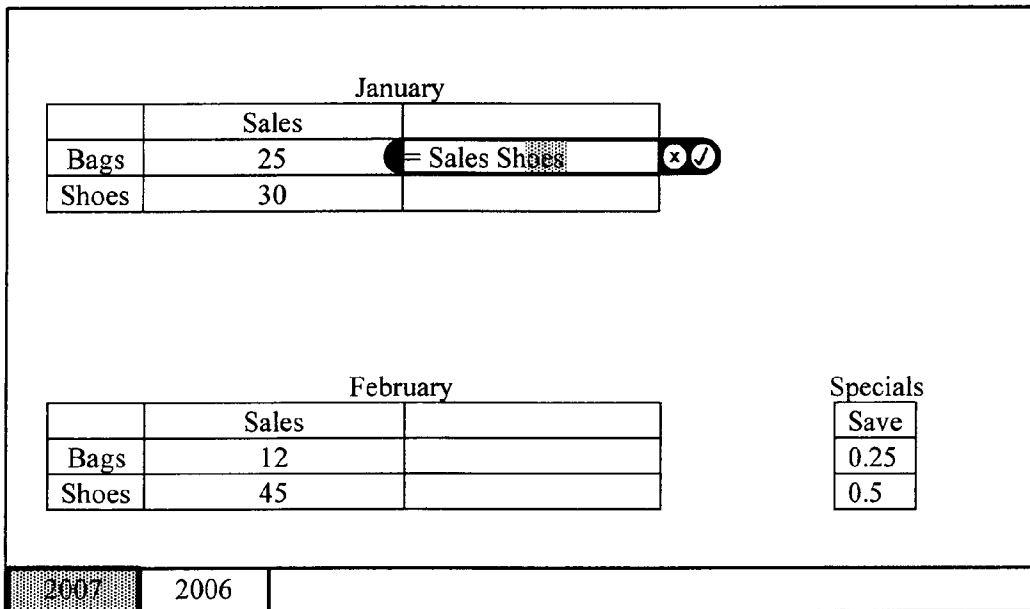 January
Sales
Bags 25 = Sales Shoes x ✓
Shoes 30
February Specials
Sales Save
Bags 12 0.25
Shoes 45 0.5
2007 2006